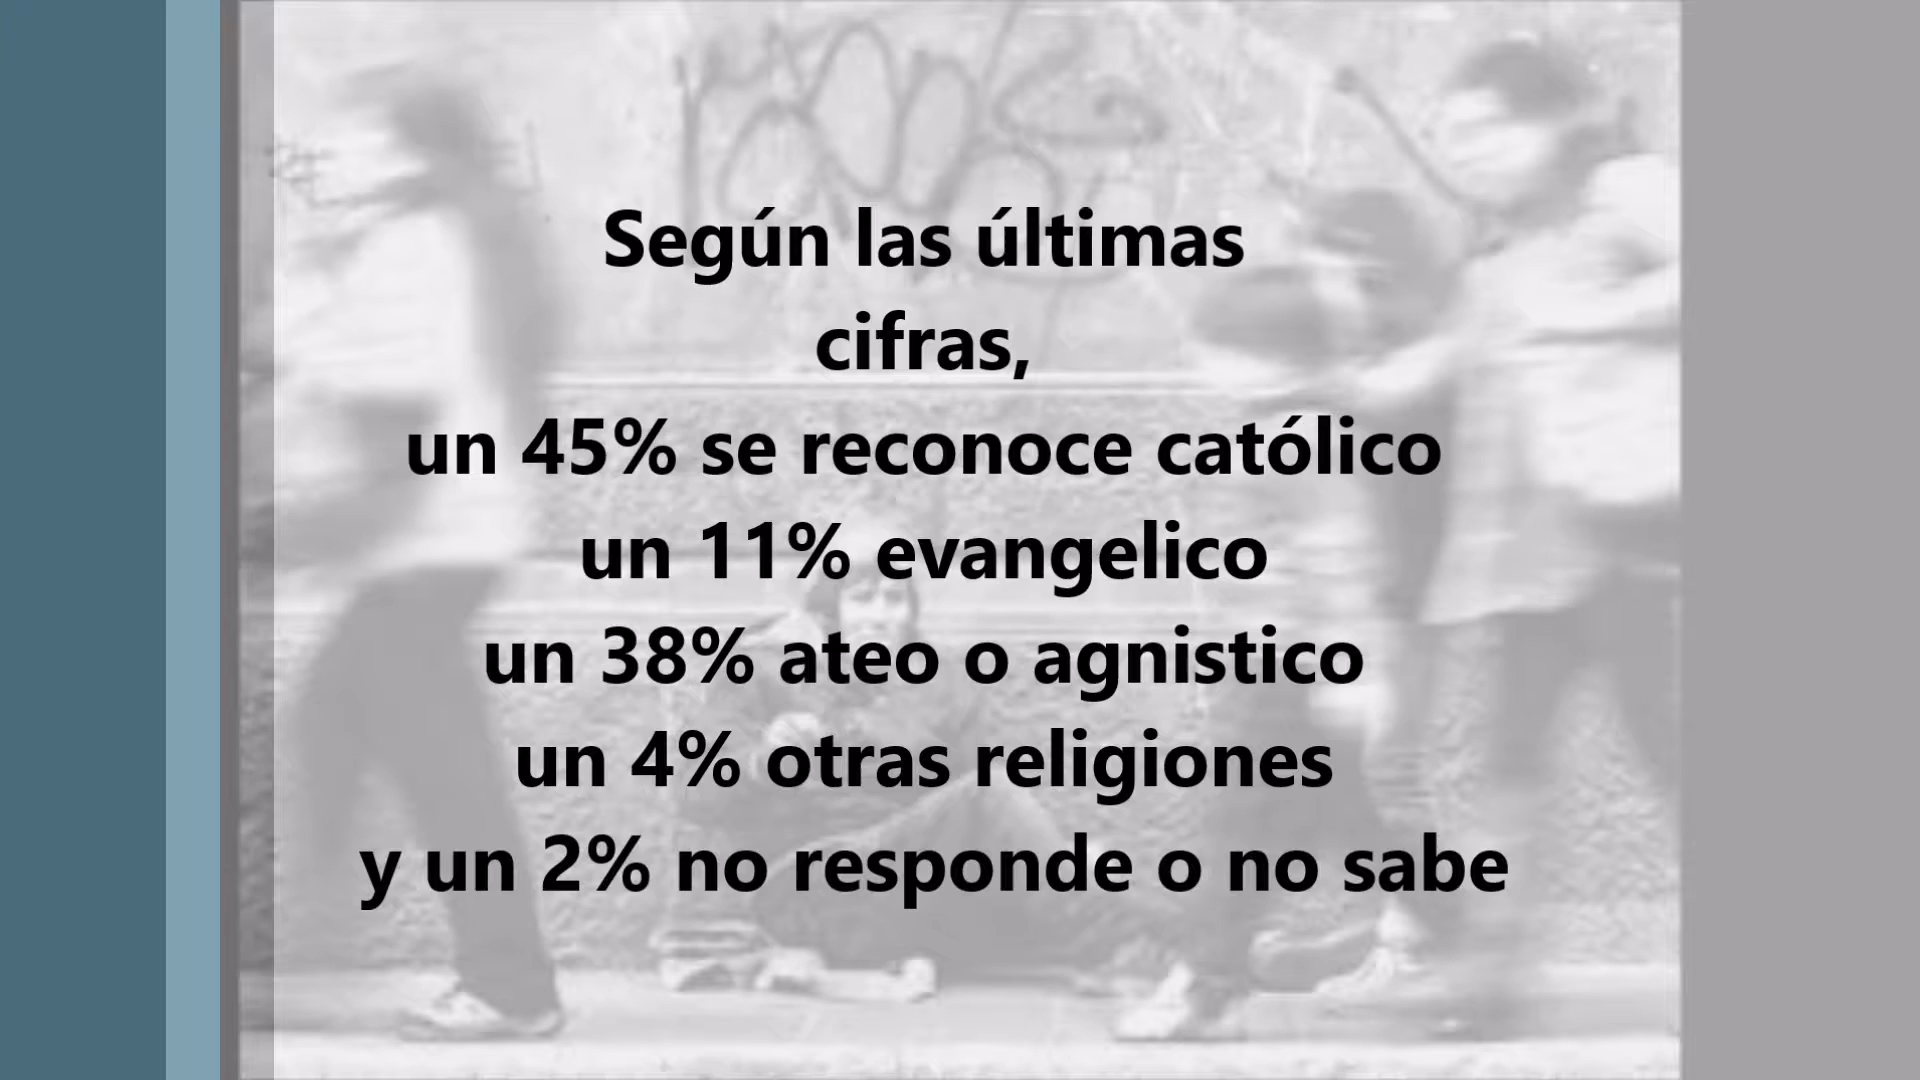 Según las últimas
cifras,
un 45% se reconoce católico
un 11% evangelico
un 38% ateo o agnistico
un 4% otras religiones
y un 2% no responde o no sabe